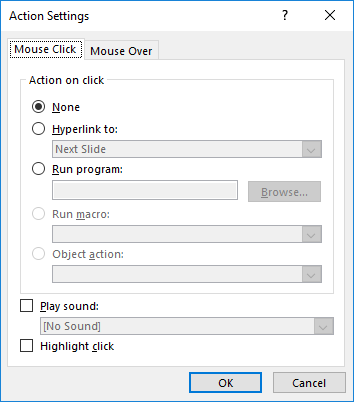 Action Settings ?
Mouse Click Mouse Over
Action on click
None
Hyperlink to:
Next Slide
Run program:
Browse...
Run macro:
Object action:
Play sound:
[No Sound]
Highlight click
OK Cancel